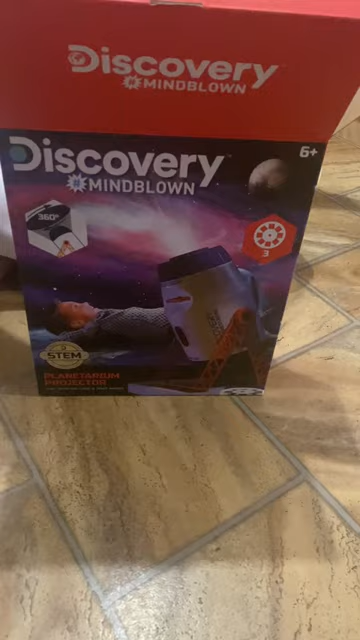 Discovery
#MINDBLOWN
Discovery
#MINDBLOWN
6+
360°
3
STEM
PLANETARIUM
PROJECTOR